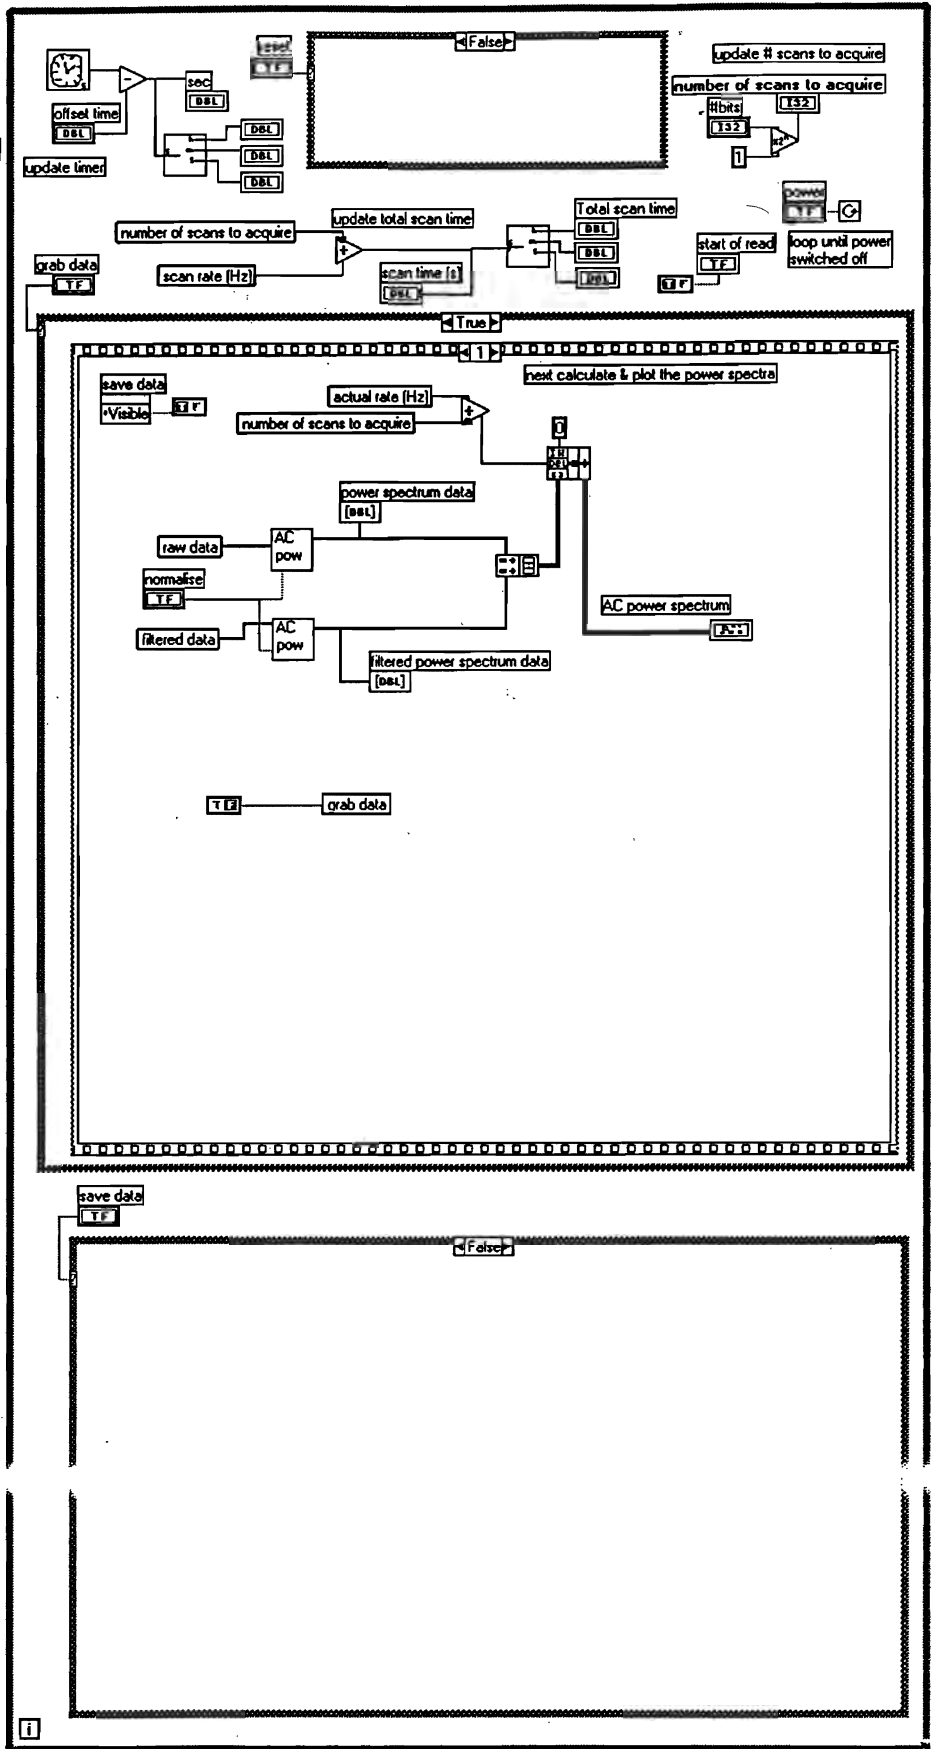 reset
TF
False
update # scans to acquire
number of scans to acquire
I32
#bits
I32
x2^n
1
s
sec
DBL
offset time
DBL
DBL
DBL
DBL
update timer
power
TF
loop until power
switched off
start of read
TF
Total scan time
DBL
DBL
DBL
update total scan time
number of scans to acquire
scan rate (Hz)
scan time (s)
DBL
grab data
TF
True
1
next calculate & plot the power spectra
save data
Visible
actual rate (Hz)
number of scans to acquire
0
DBL
power spectrum data
[DBL]
raw data
AC
pow
normalise
TF
filtered data
AC
pow
AC power spectrum
filtered power spectrum data
[DBL]
grab data
save data
TF
False
i